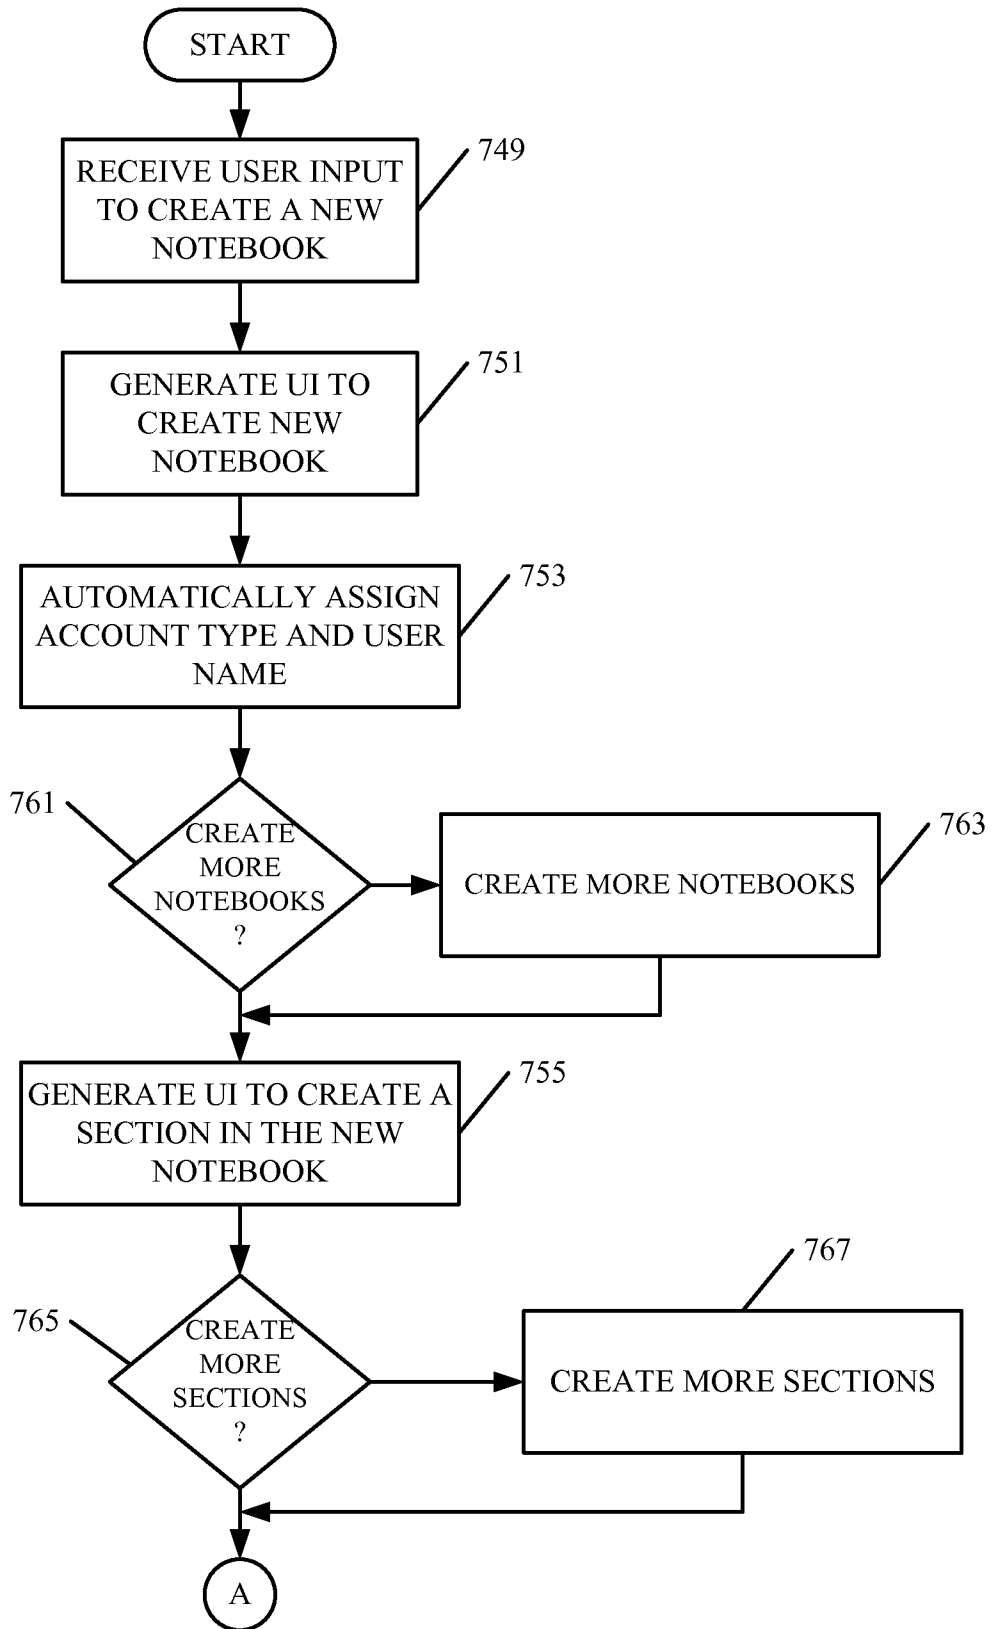 START
RECEIVE USER INPUT
TO CREATE A NEW
NOTEBOOK
749
GENERATE UI TO
CREATE NEW
NOTEBOOK
751
AUTOMATICALLY ASSIGN
ACCOUNT TYPE AND USER
NAME
753
761
CREATE
MORE
NOTEBOOKS
?
CREATE MORE NOTEBOOKS
763
GENERATE UI TO CREATE A
SECTION IN THE NEW
NOTEBOOK
755
765
CREATE
MORE
SECTIONS
?
767
CREATE MORE SECTIONS
A